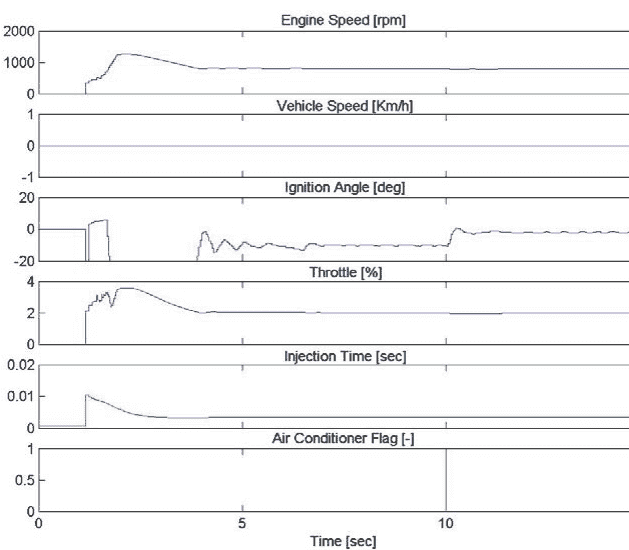 Engine Speed [rpm]
2000
1000
0
Vehicle Speed [Km/h]
1
0
-1
Ignition Angle [deg]
20
0
-20
Throttle [%]
4
2
0
Injection Time [sec]
0.02
0.01
0
Air Conditioner Flag [-]
1
0.5
0
0 5 10
Time [sec]